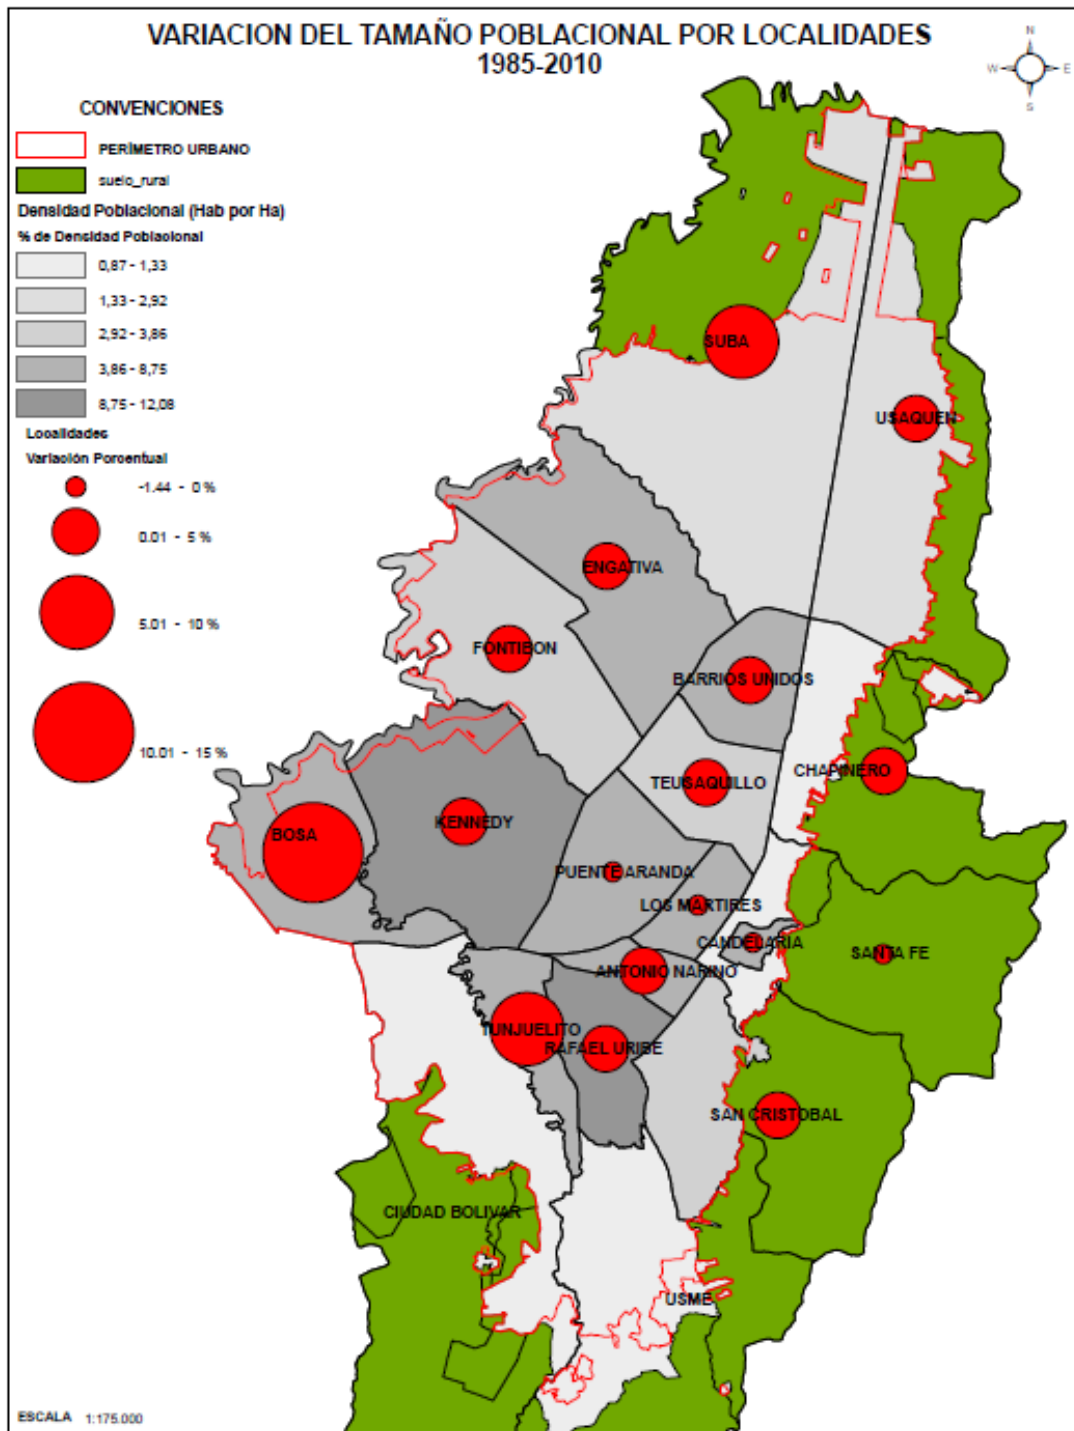 VARIACION DEL TAMAÑO POBLACIONAL POR LOCALIDADES
1985-2010
N
W
E
S
CONVENCIONES
PERÍMETRO URBANO
suelo_rural
Densidad Poblacional (Hab por Ha)
% de Densidad Poblacional
0,87 - 1,33
1,33 - 2,92
2,92 - 3,86
3,86 - 8,75
8,75 - 12,08
Localidades
Variación Porcentual
-1.44 - 0 %
0.01 - 5 %
5.01 - 10 %
10.01 - 15 %
SUBA
USAQUEN
ENGATIVA
FONTIBON
BARRIOS UNIDOS
CHAPINERO
TEUSAQUILLO
KENNEDY
BOSA
PUENTE ARANDA
LOS MARTIRES
CANDELARIA
SANTA FE
ANTONIO NARINO
TUNJUELITO
RAFAEL URIBE
SAN CRISTOBAL
CIUDAD BOLIVAR
USME
ESCALA 1:175.000